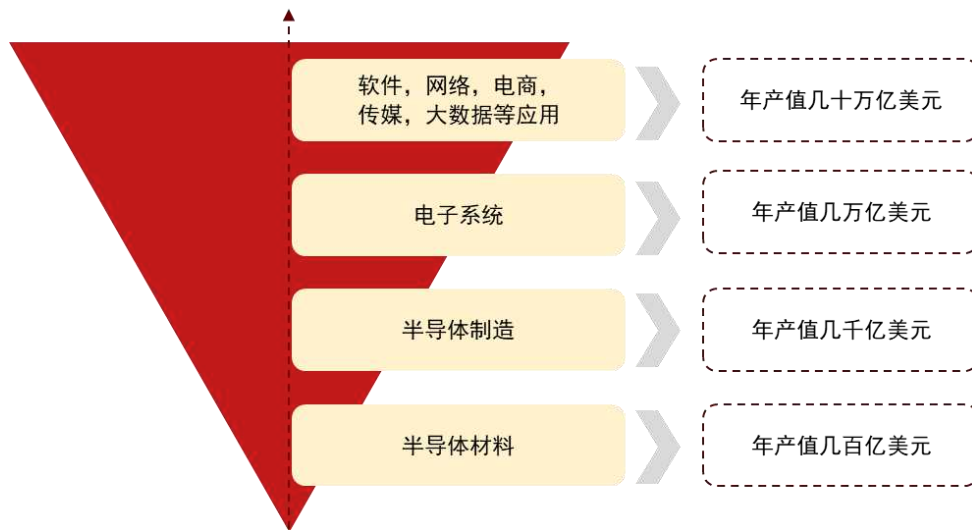 软件，网络，电商，
传媒，大数据等应用
年产值几十万亿美元
电子系统
年产值几万亿美元
半导体制造
年产值几千亿美元
半导体材料
年产值几百亿美元